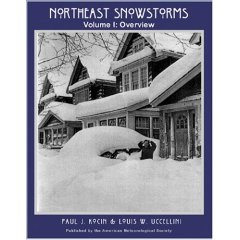 NORTHEAST SNOWSTORMS
Volume I: Overview
PAUL J. KOCIN & LOUIS W. UCCELLINI
Published by the American Meteorological Society